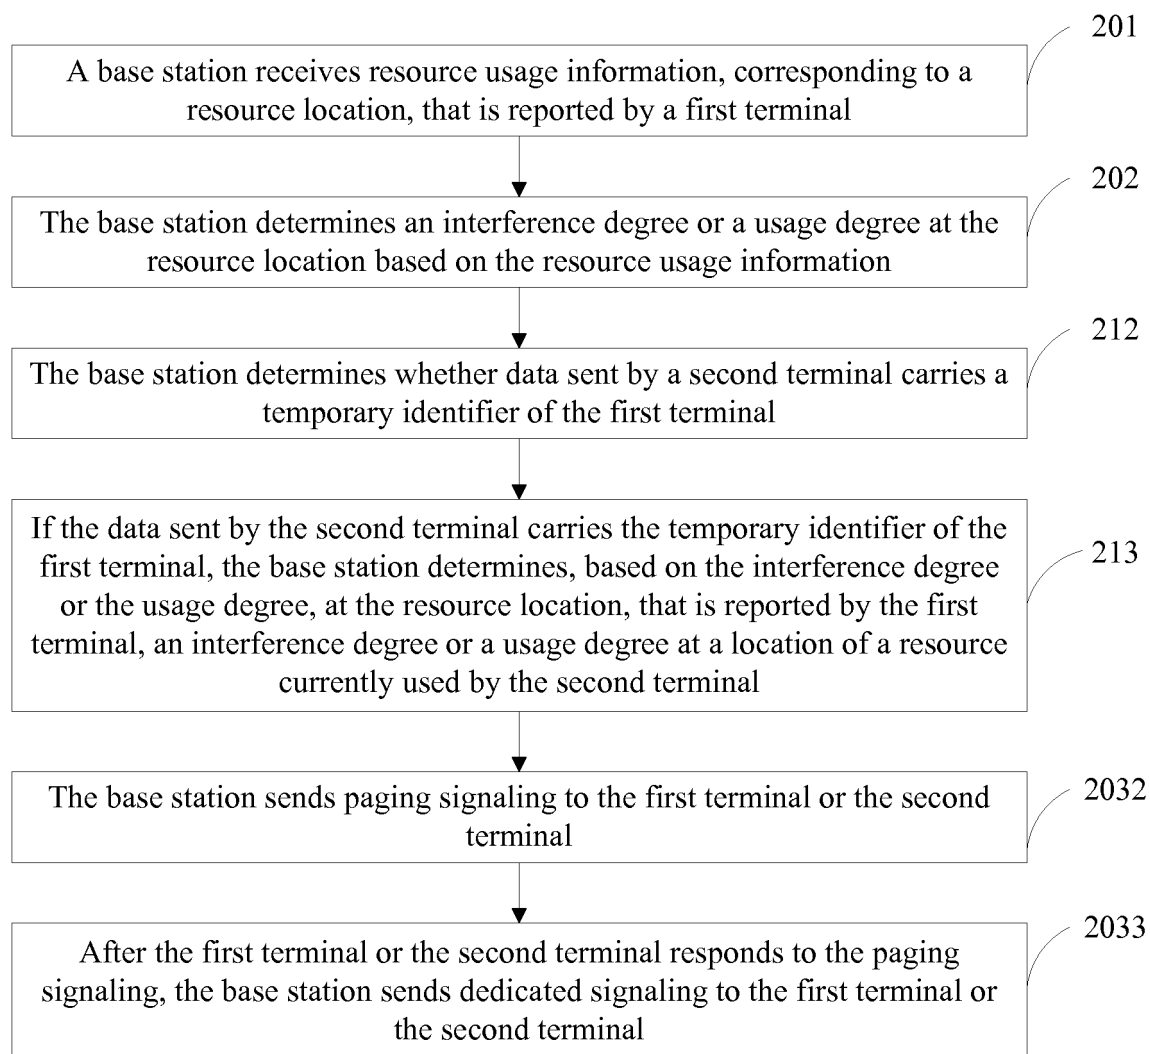 201
A base station receives resource usage information, corresponding to a
resource location, that is reported by a first terminal
202
The base station determines an interference degree or a usage degree at the
resource location based on the resource usage information
212
The base station determines whether data sent by a second terminal carries a
temporary identifier of the first terminal
If the data sent by the second terminal carries the temporary identifier of the
first terminal, the base station determines, based on the interference degree
or the usage degree, at the resource location, that is reported by the first
terminal, an interference degree or a usage degree at a location of a resource
currently used by the second terminal
213
The base station sends paging signaling to the first terminal or the second
terminal
2032
After the first terminal or the second terminal responds to the paging
signaling, the base station sends dedicated signaling to the first terminal or
the second terminal
2033